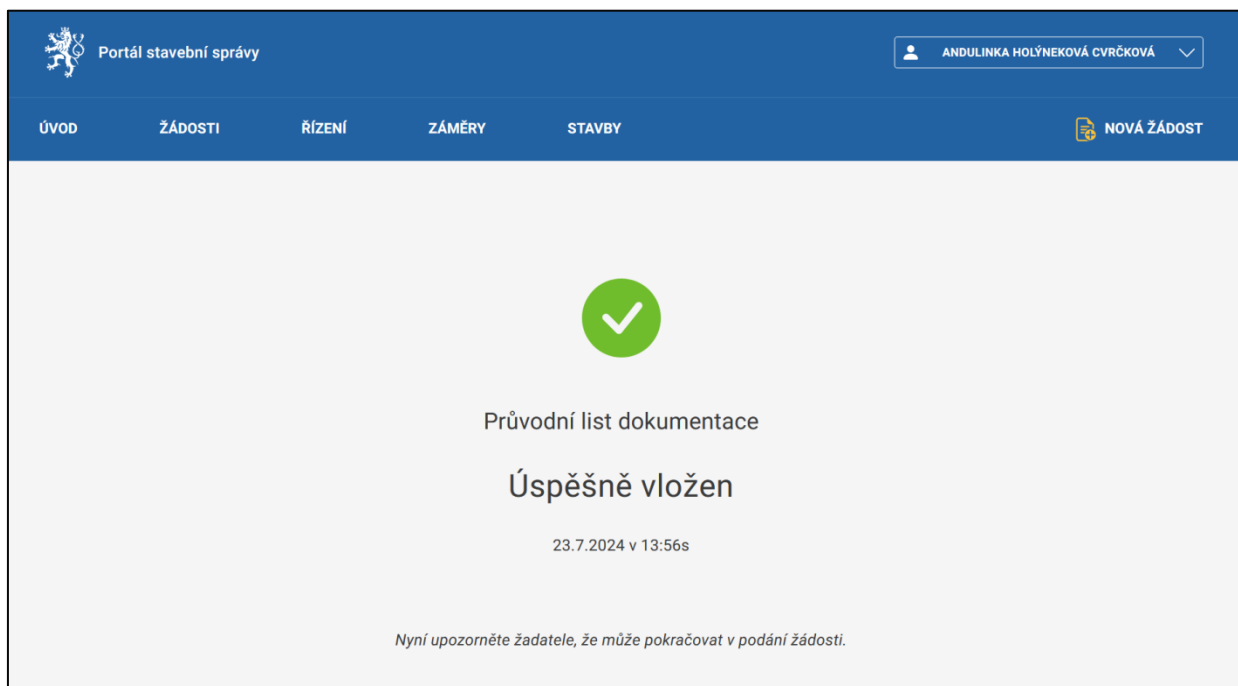 Portál stavební správy
ANDULINKA HOLÝNEKOVÁ CVRČKOVÁ
ÚVOD ŽÁDOSTI ŘÍZENÍ ZÁMĚRY STAVBY NOVÁ ŽÁDOST
Průvodní list dokumentace
Úspěšně vložen
23.7.2024 v 13:56s
Nyní upozorněte žadatele, že může pokračovat v podání žádosti.